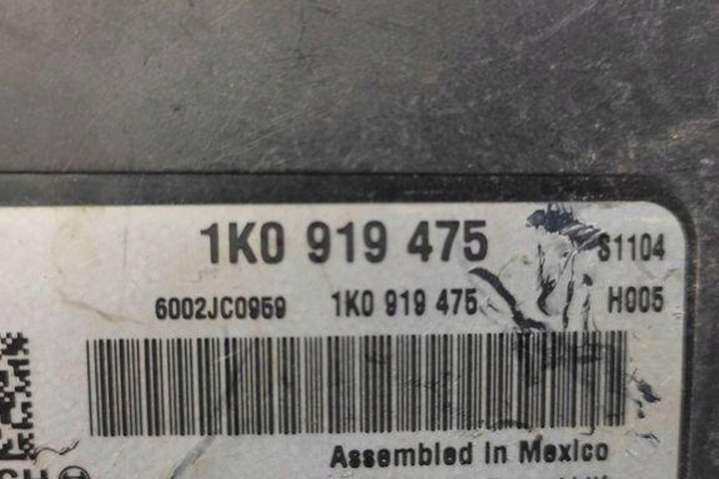 1K0 919 475 S1104
6002JC0959 1K0 919 475 H005
Assembled in Mexico